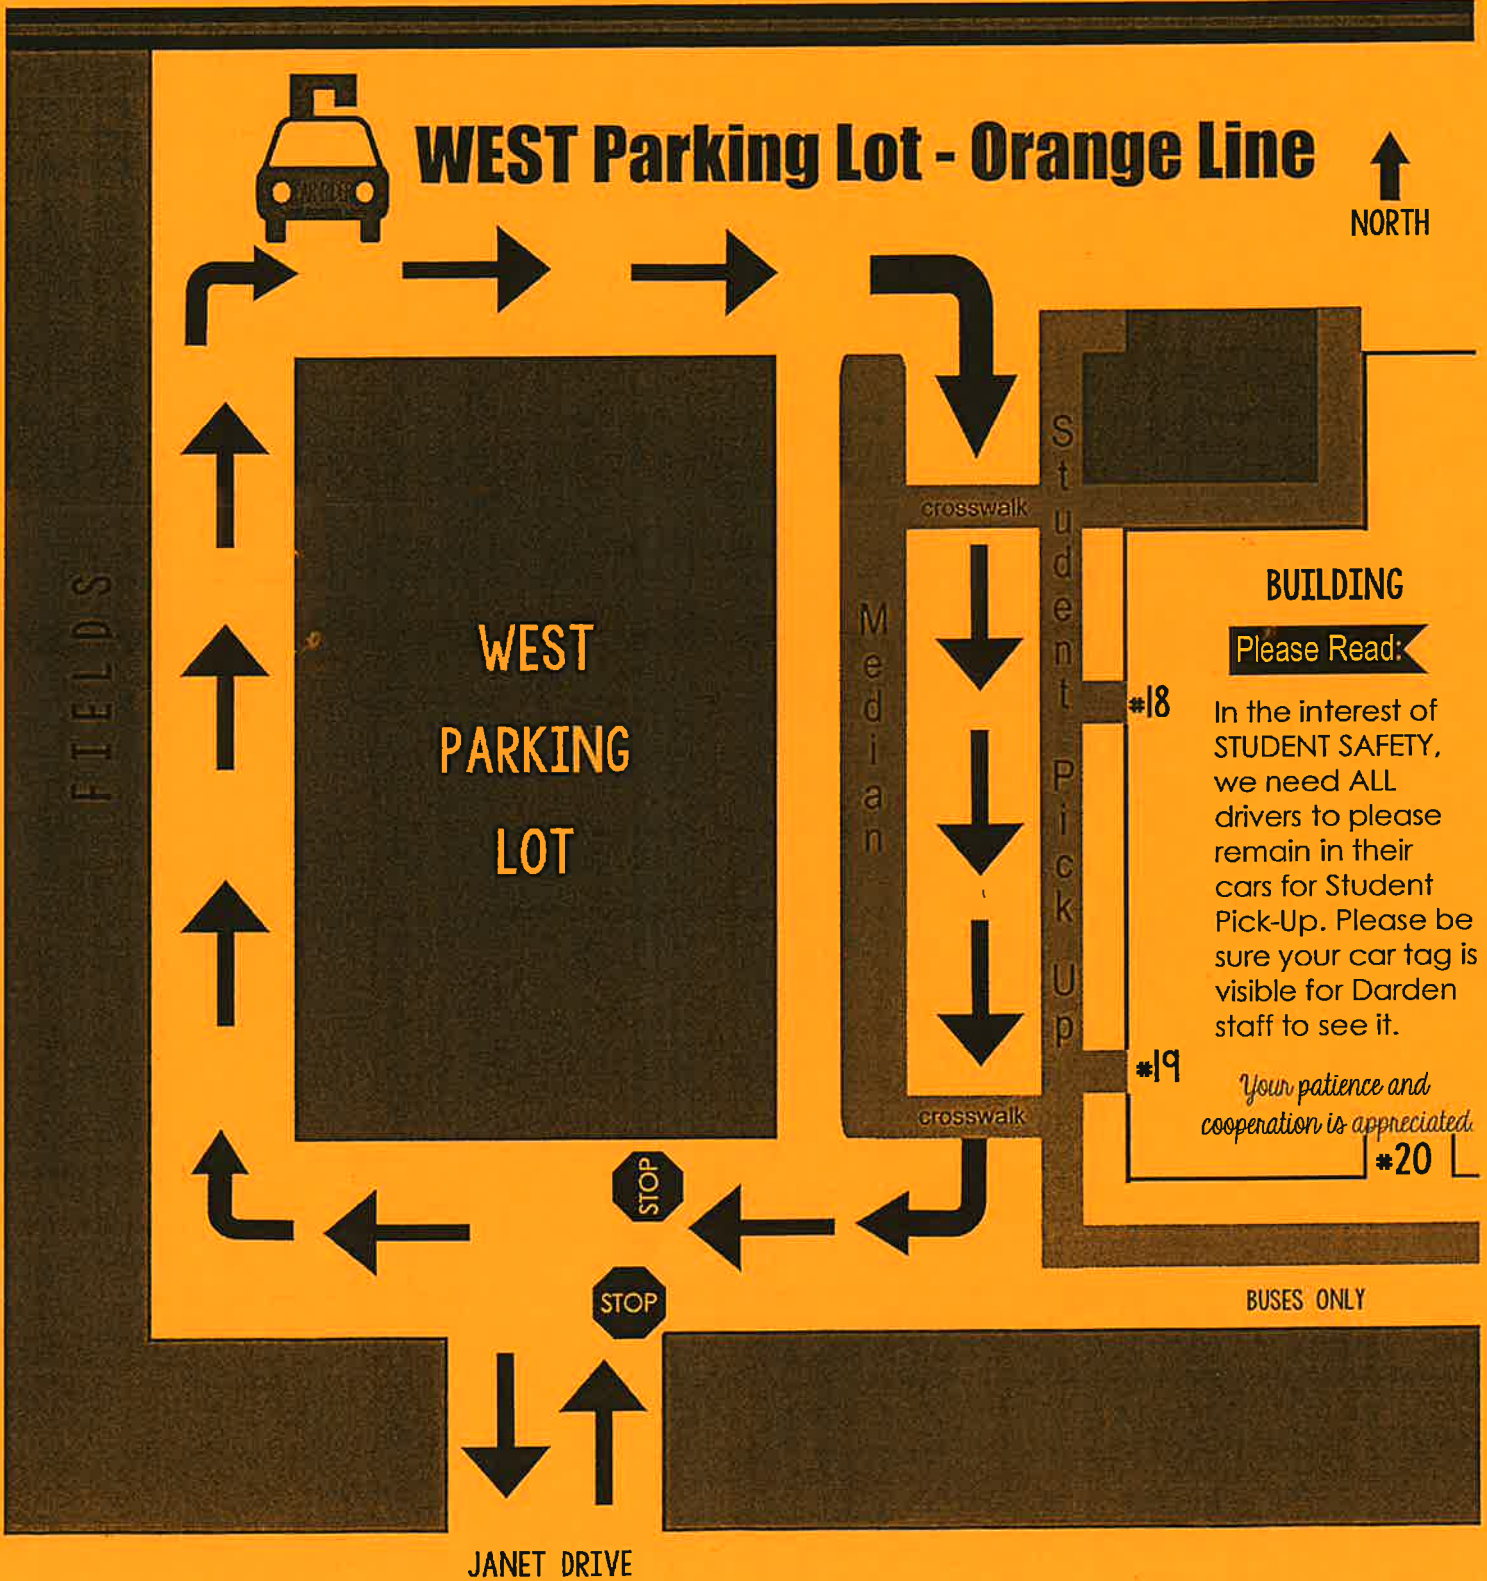 WEST Parking Lot - Orange Line
NORTH
FIELDS
WEST
PARKING
LOT
Median
crosswalk
Student Pick Up
crosswalk
BUILDING
Please Read:
#18
In the interest of
STUDENT SAFETY,
we need ALL
drivers to please
remain in their
cars for Student
Pick-Up. Please be
sure your car tag is
visible for Darden
staff to see it.
#19
Your patience and
cooperation is appreciated.
#20
STOP
STOP
BUSES ONLY
JANET DRIVE